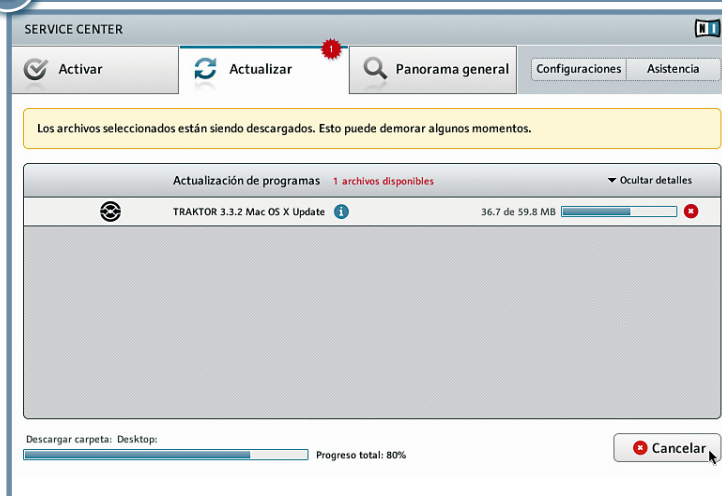 SERVICE CENTER
NI
Activar
Actualizar
1
Panorama general
Configuraciones
Asistencia
Los archivos seleccionados están siendo descargados. Esto puede demorar algunos momentos.
Actualización de programas 1 archivos disponibles
Ocultar detalles
TRAKTOR 3.3.2 Mac OS X Update i 36.7 de 59.8 MB
Descargar carpeta: Desktop:
Progreso total: 80%
Cancelar